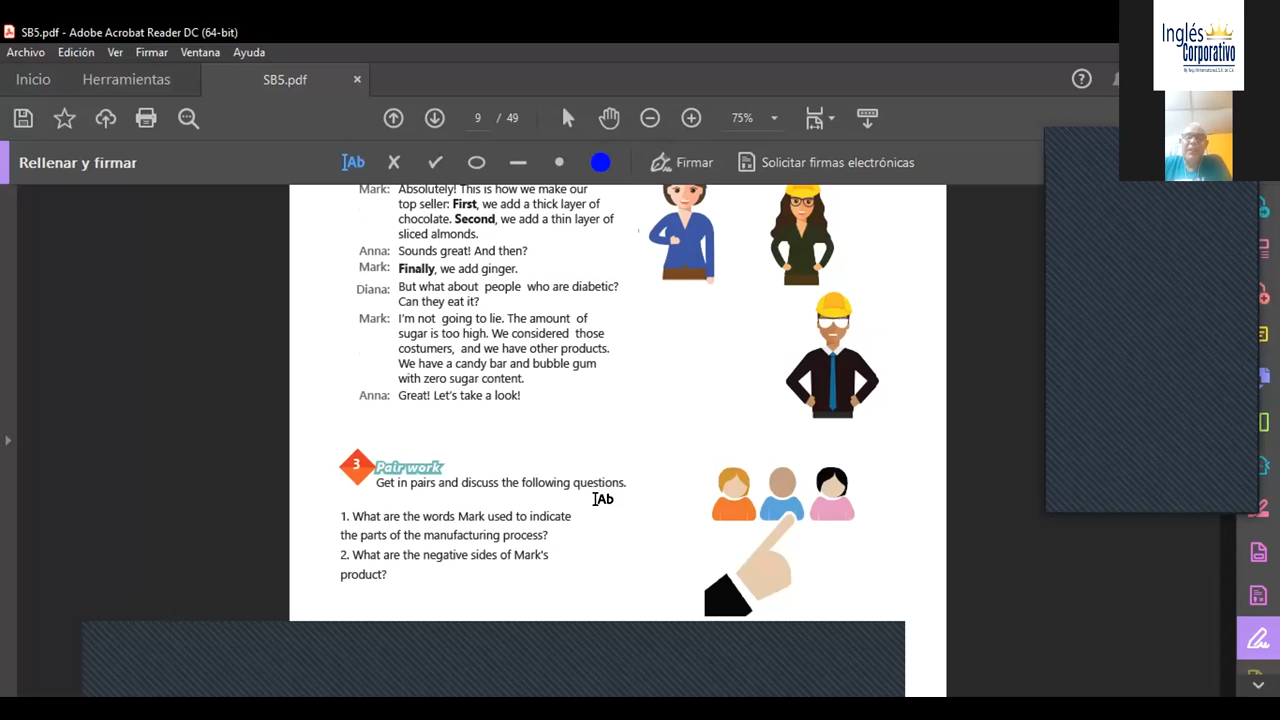 SB5.pdf - Adobe Acrobat Reader DC (64-bit)
Archivo Edición Ver Firmar Ventana Ayuda
Inicio Herramientas SB5.pdf ×
9 / 49 75%
Rellenar y firmar Ab Firmar Solicitar firmas electrónicas
Inglés
Corporativo
Mark: Absolutely! This is how we make our
top seller: First, we add a thick layer of
chocolate. Second, we add a thin layer of
sliced almonds.
Anna: Sounds great! And then?
Mark: Finally, we add ginger.
Diana: But what about people who are diabetic?
Can they eat it?
Mark: I'm not going to lie. The amount of
sugar is too high. We considered those
costumers, and we have other products.
We have a candy bar and bubble gum
with zero sugar content.
Anna: Great! Let's take a look!
3 Pair work
Get in pairs and discuss the following questions.
Ab
1. What are the words Mark used to indicate
the parts of the manufacturing process?
2. What are the negative sides of Mark's
product?